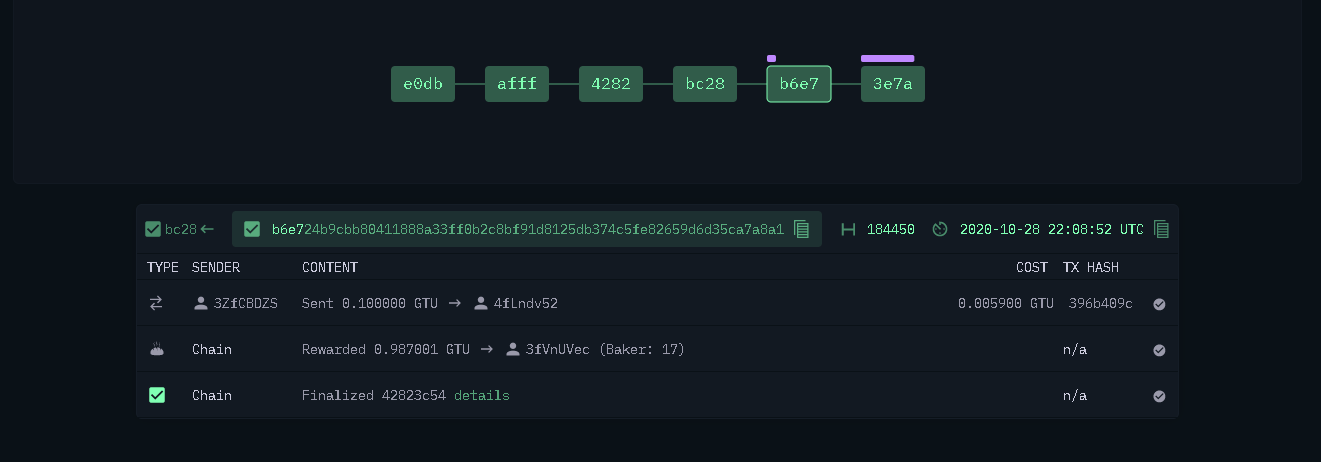 e0db afff 4282 bc28 b6e7 3e7a
bc28 b6e724b9cbb80411888a33ff0b2c8bf91d8125db374c5fe82659d6d35ca7a8a1 184450 2020-10-28 22:08:52 UTC
TYPE SENDER CONTENT COST TX HASH
3ZfCBDZS Sent 0.100000 GTU → 4fLndv52 0.005900 GTU 396b409c
Chain Rewarded 0.987001 GTU → 3fVnUVec (Baker: 17) n/a
Chain Finalized 42823c54 details n/a